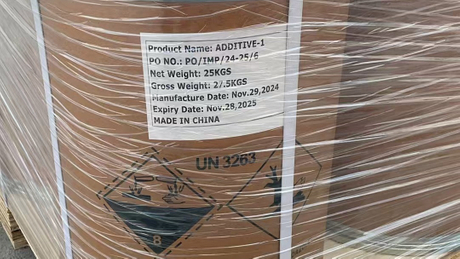 Product Name: ADDITIVE-1
PO NO.: PO/IMP/24-25/6
Net Weight: 25KGS
Gross Weight: 27.5KGS
Manufacture Date: Nov.29,2024
Expiry Date: Nov.28,2025
MADE IN CHINA
UN 3263
8